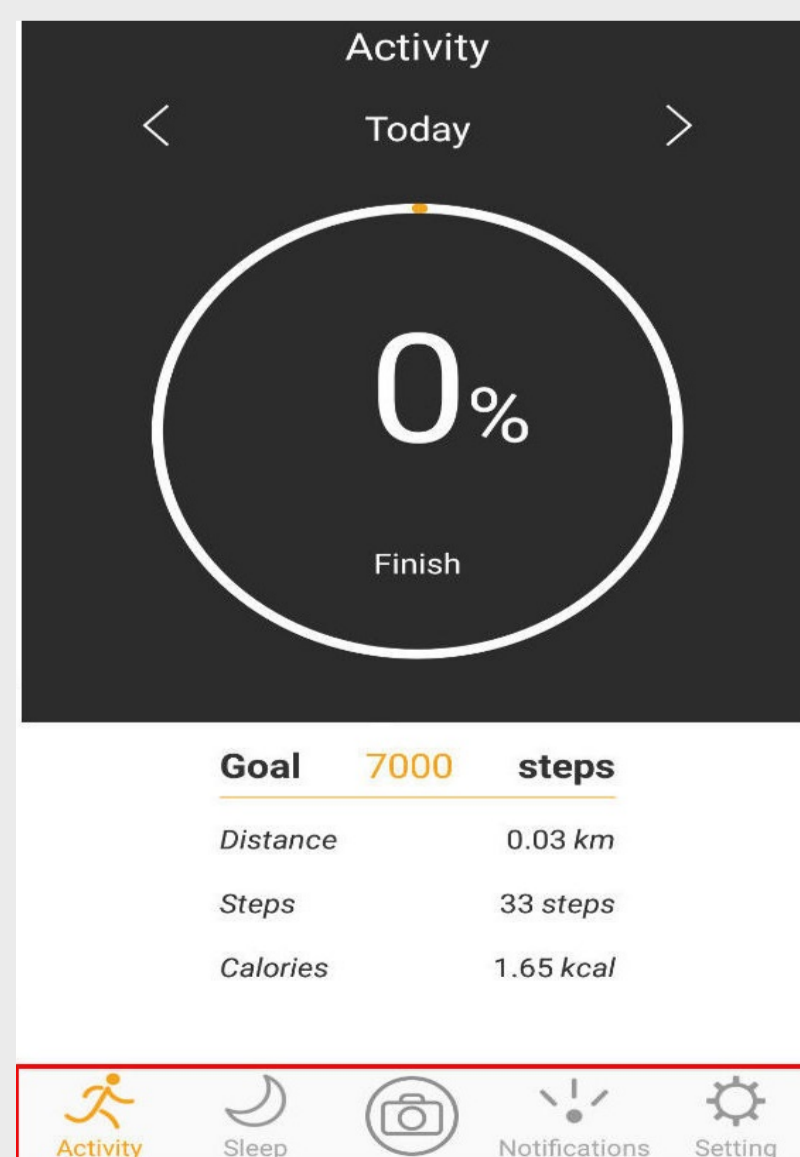 Activity
Today
0%
Finish
Goal 7000 steps
Distance 0.03 km
Steps 33 steps
Calories 1.65 kcal
Activity Sleep Notifications Setting